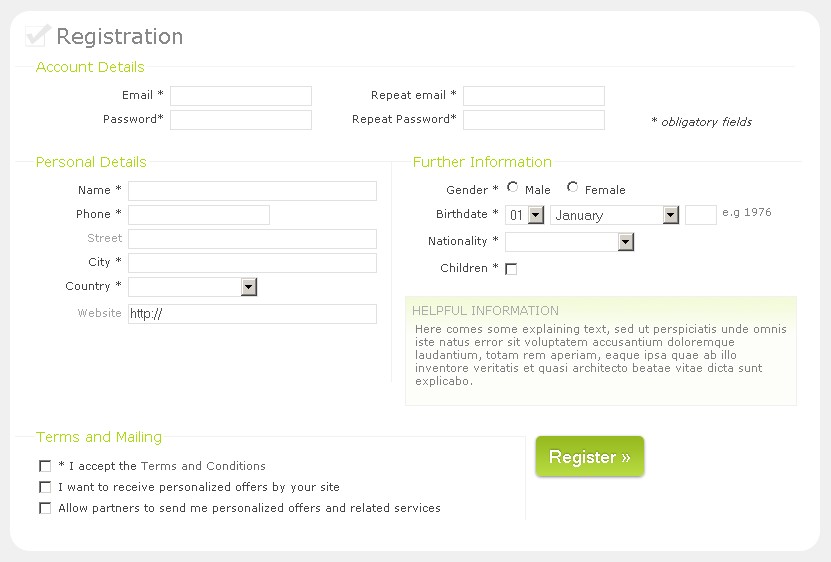 Registration
Account Details
Email * Repeat email *
Password* Repeat Password*
* obligatory fields
Personal Details
Name *
Phone *
Street
City *
Country *
Website http://
Further Information
Gender * Male Female
Birthdate * 01 January e.g 1976
Nationality *
Children *
HELPFUL INFORMATION
Here comes some explaining text, sed ut perspiciatis unde omnis
iste natus error sit voluptatem accusantium doloremque
laudantium, totam rem aperiam, eaque ipsa quae ab illo
inventore veritatis et quasi architecto beatae vitae dicta sunt
explicabo.
Terms and Mailing
* I accept the Terms and Conditions
I want to receive personalized offers by your site
Allow partners to send me personalized offers and related services
Register »